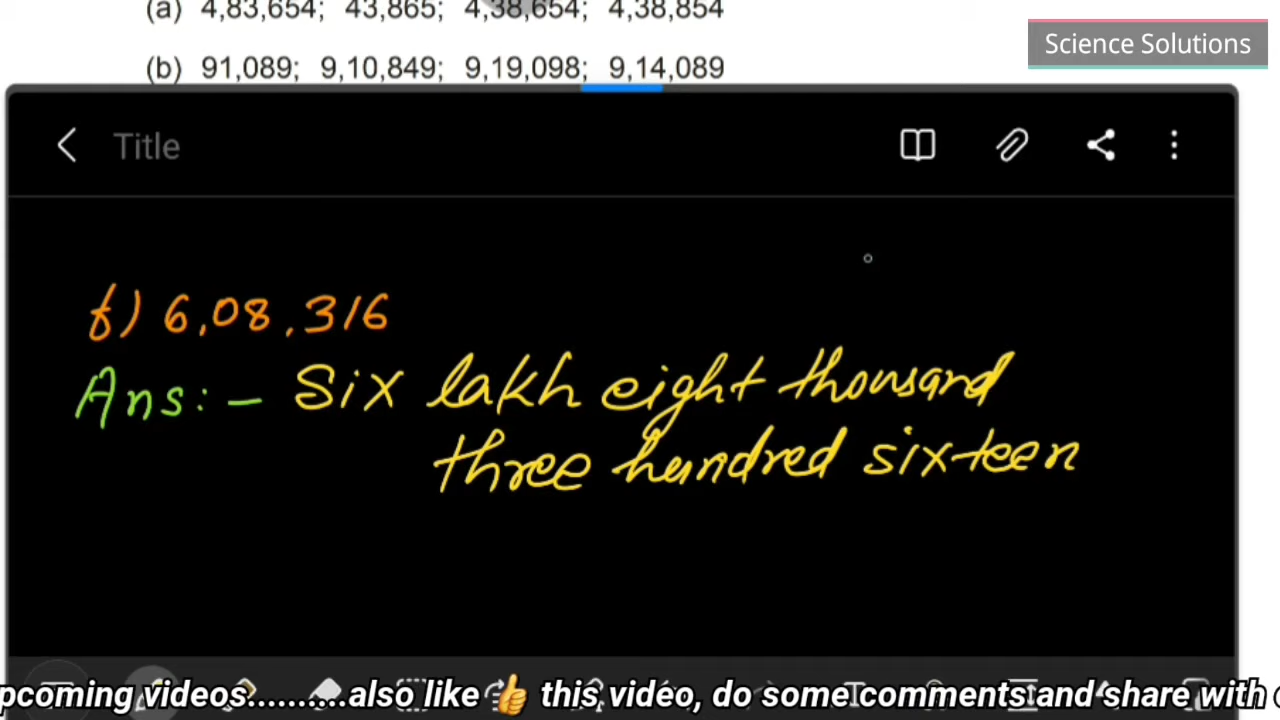 (a) 4,83,654; 43,865; 4,38,654; 4,38,854
Science Solutions
(b) 91,089; 9,10,849; 9,19,098; 9,14,089
Title
f) 6,08,316
Ans:- Six lakh eight thousand
three hundred sixteen
pcoming videos.........also like 👍 this video, do some comments and share with